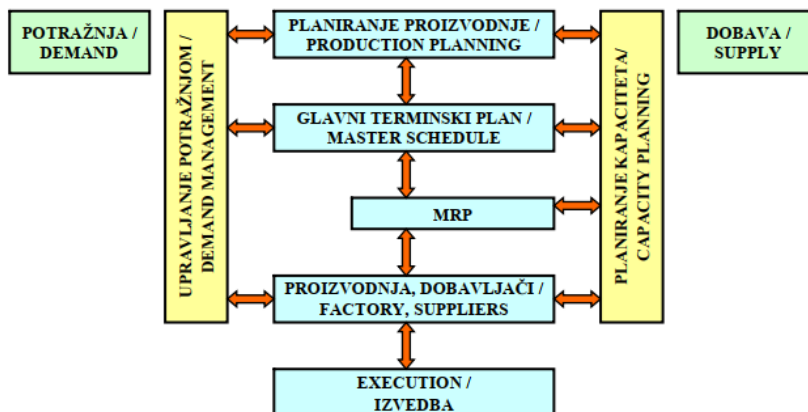 POTRAŽNJA /
DEMAND
PLANIRANJE PROIZVODNJE /
PRODUCTION PLANNING
DOBAVA /
SUPPLY
UPRAVLJANJE POTRAŽNJOM /
DEMAND MANAGEMENT
GLAVNI TERMINSKI PLAN /
MASTER SCHEDULE
PLANIRANJE KAPACITETA/
CAPACITY PLANNING
MRP
PROIZVODNJA, DOBAVLJAČI /
FACTORY, SUPPLIERS
EXECUTION /
IZVEDBA